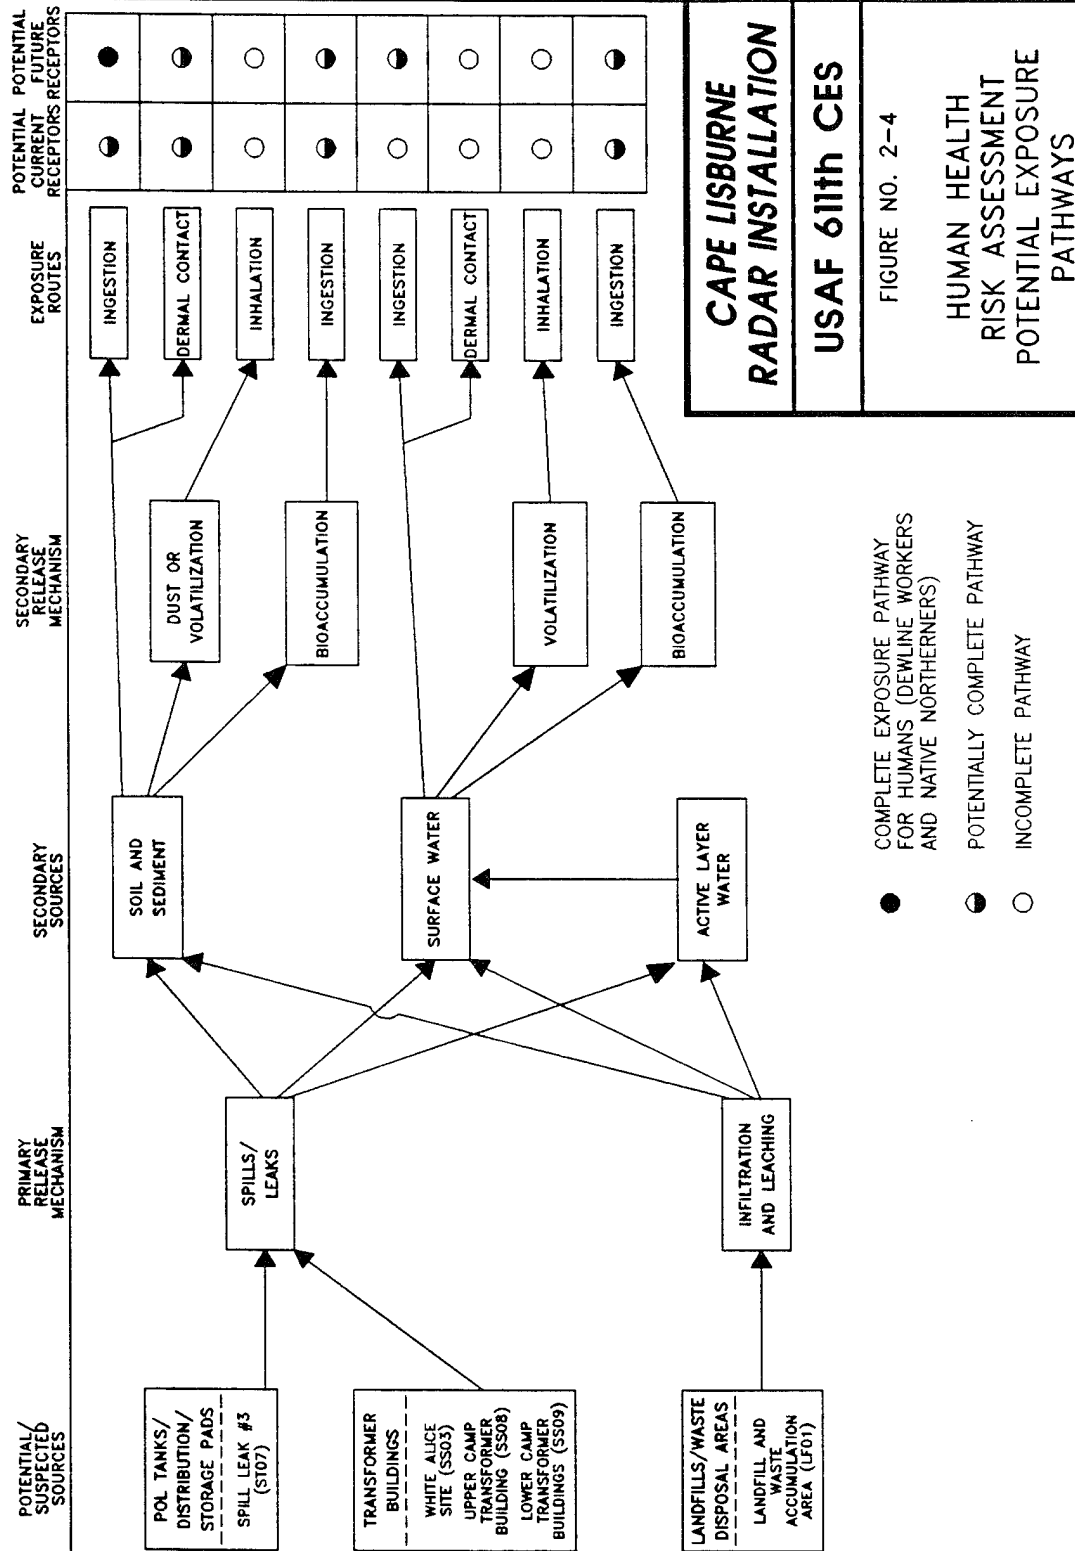 POTENTIAL/
SUSPECTED
SOURCES
PRIMARY
RELEASE
MECHANISM
SECONDARY
SOURCES
SECONDARY
RELEASE
MECHANISM
EXPOSURE
ROUTES
POTENTIAL
CURRENT
RECEPTORS
POTENTIAL
FUTURE
RECEPTORS
POL TANKS/
DISTRIBUTION/
STORAGE PADS
SPILL LEAK #3
(ST07)
TRANSFORMER
BUILDINGS
WHITE ALICE
SITE (SS03)
UPPER CAMP
TRANSFORMER
BUILDING (SS08)
LOWER CAMP
TRANSFORMER
BUILDINGS (SS09)
LANDFILLS/WASTE
DISPOSAL AREAS
LANDFILL AND
WASTE
ACCUMULATION
AREA (LF01)
SPILLS/
LEAKS
INFILTRATION
AND LEACHING
SOIL AND
SEDIMENT
SURFACE WATER
ACTIVE LAYER
WATER
DUST OR
VOLATILIZATION
BIOACCUMULATION
VOLATILIZATION
BIOACCUMULATION
INGESTION
DERMAL CONTACT
INHALATION
INGESTION
INGESTION
DERMAL CONTACT
INHALATION
INGESTION
COMPLETE EXPOSURE PATHWAY
FOR HUMANS (DEWLINE WORKERS
AND NATIVE NORTHERNERS)
POTENTIALLY COMPLETE PATHWAY
INCOMPLETE PATHWAY
CAPE LISBURNE
RADAR INSTALLATION
USAF 611th CES
FIGURE NO. 2-4
HUMAN HEALTH
RISK ASSESSMENT
POTENTIAL EXPOSURE
PATHWAYS